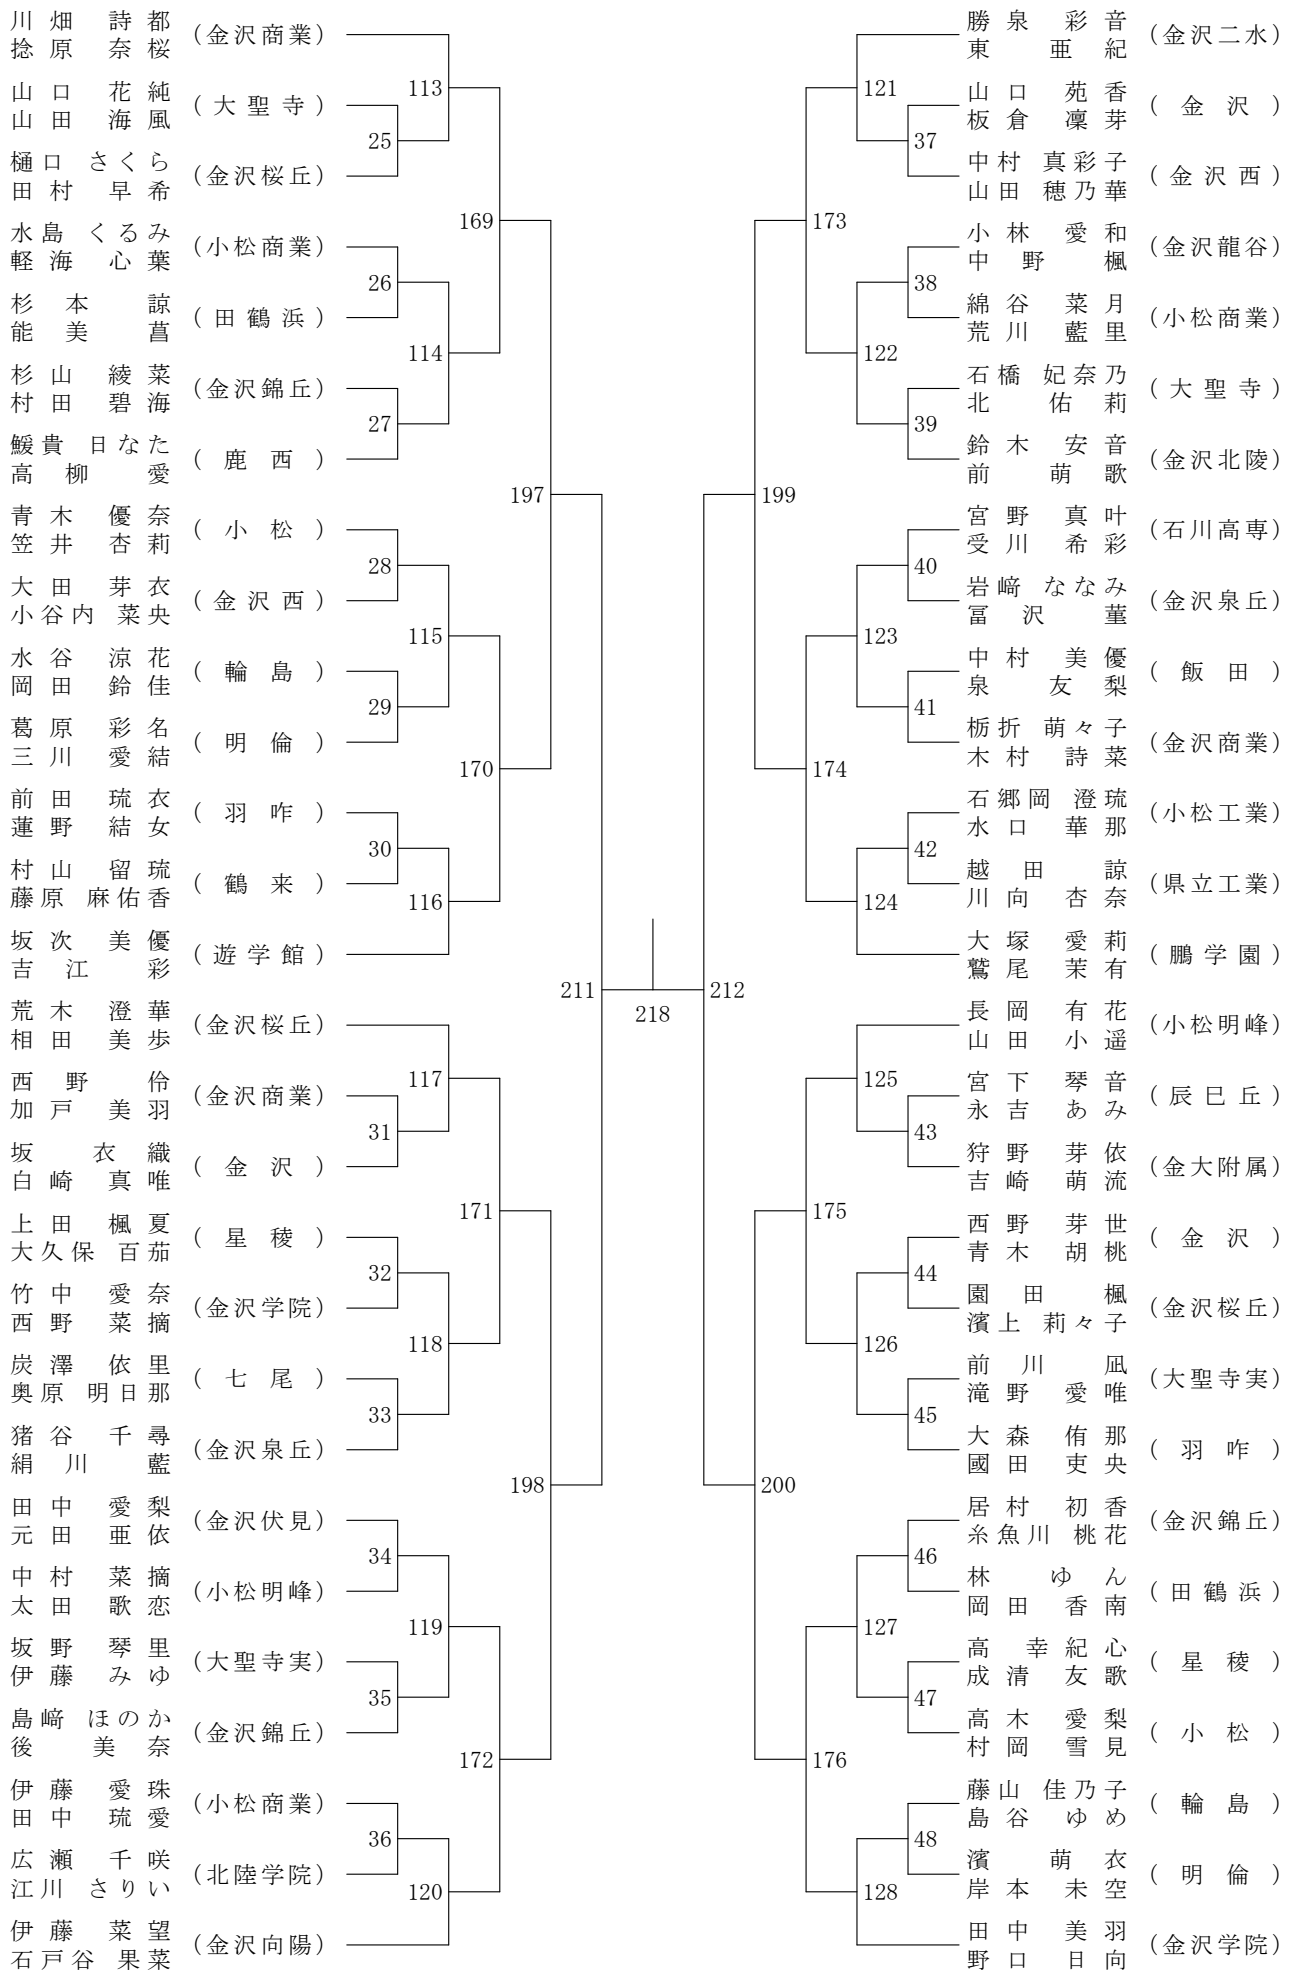 川畑 詩都
捻原 奈桜
(金沢商業)
山口 花純
山田 海風
(大聖寺)
樋口 さくら
田村 早希
(金沢桜丘)
水島 くるみ
軽海 心葉
(小松商業)
杉本 諒
能美 菖
(田鶴浜)
杉山 綾菜
村田 碧海
(金沢錦丘)
鰀貴 日なた
高柳 愛
(鹿西)
青木 優奈
笠井 杏莉
(小松)
大田 芽衣
小谷内 菜央
(金沢西)
水谷 涼花
岡田 鈴佳
(輪島)
葛原 彩名
三川 愛結
(明倫)
前田 琉衣
蓮野 結女
(羽咋)
村山 留琉
藤原 麻佑香
(鶴来)
坂次 美優
吉江 彩
(遊学館)
荒木 澄華
相田 美歩
(金沢桜丘)
西野 伶
加戸 美羽
(金沢商業)
坂 衣織
白崎 真唯
(金沢)
上田 楓夏
大久保 百茄
(星稜)
竹中 愛奈
西野 菜摘
(金沢学院)
炭澤 依里
奥原 明日那
(七尾)
猪谷 千尋
絹川 藍
(金沢泉丘)
田中 愛梨
元田 亜依
(金沢伏見)
中村 菜摘
太田 歌恋
(小松明峰)
坂野 琴里
伊藤 みゆ
(大聖寺実)
島﨑 ほのか
後 美奈
(金沢錦丘)
伊藤 愛珠
田中 琉愛
(小松商業)
広瀬 千咲
江川 さりい
(北陸学院)
伊藤 菜望
石戸谷 果菜
(金沢向陽)
25
26
27
28
29
30
31
32
33
34
35
36
113
114
115
116
117
118
119
120
169
170
171
172
197
198
211
218
212
199
200
173
174
175
176
121
122
123
124
125
126
127
128
37
38
39
40
41
42
43
44
45
46
47
48
勝泉 彩音
東 亜紀
(金沢二水)
山口 苑香
板倉 凜芽
(金沢)
中村 真彩子
山田 穂乃華
(金沢西)
小林 愛和
中野 楓
(金沢龍谷)
綿谷 菜月
荒川 藍里
(小松商業)
石橋 妃奈乃
北 佑莉
(大聖寺)
鈴木 安音
前 萌歌
(金沢北陵)
宮野 真叶
受川 希彩
(石川高専)
岩﨑 ななみ
冨沢 菫
(金沢泉丘)
中村 美優
泉 友梨
(飯田)
栃折 萌々子
木村 詩菜
(金沢商業)
石郷岡 澄琉
水口 華那
(小松工業)
越田 諒
川向 杏奈
(県立工業)
大塚 愛莉
鷲尾 茉有
(鵬学園)
長岡 有花
山田 小遥
(小松明峰)
宮下 琴音
永吉 あみ
(辰巳丘)
狩野 芽依
吉崎 萌流
(金大附属)
西野 芽世
青木 胡桃
(金沢)
園田 楓
濱上 莉々子
(金沢桜丘)
前川 凪
滝野 愛唯
(大聖寺実)
大森 侑那
國田 吏央
(羽咋)
居村 初香
糸魚川 桃花
(金沢錦丘)
林 ゆん
岡田 香南
(田鶴浜)
高 幸紀心
成清 友歌
(星稜)
高木 愛梨
村岡 雪見
(小松)
藤山 佳乃子
島谷 ゆめ
(輪島)
濱 萌衣
岸本 未空
(明倫)
田中 美羽
野口 日向
(金沢学院)